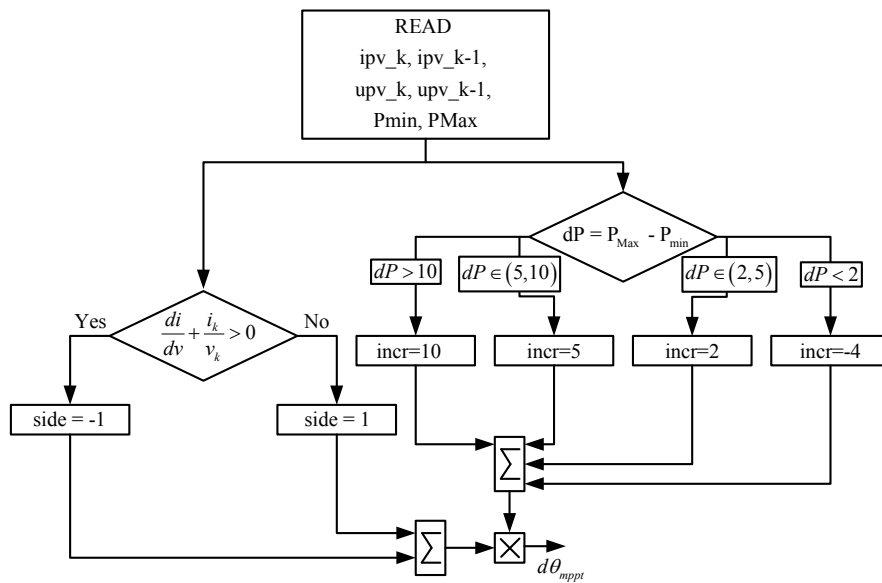 READ
ipv_k, ipv_k-1,
upv_k, upv_k-1,
Pmin, PMax
dP = P_Max - P_min
dP > 10
dP ∈ (5,10)
dP ∈ (2,5)
dP < 2
Yes
di/dv + i_k/v_k > 0
No
incr=10
incr=5
incr=2
incr=-4
side = -1
side = 1
∑
∑
×
dθ_mppt